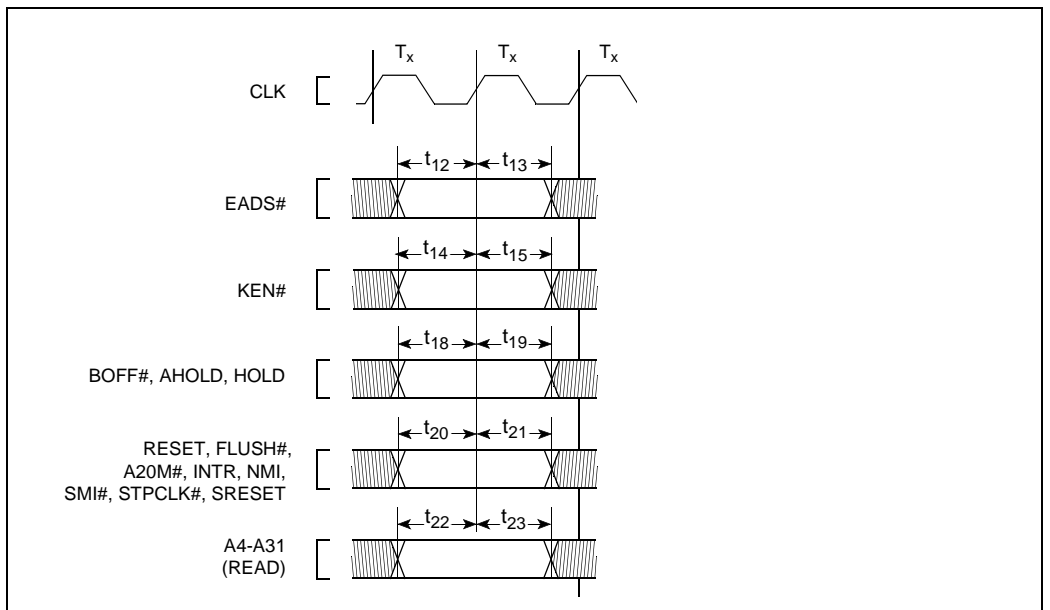 Tx Tx Tx
CLK
t12 t13
EADS#
t14 t15
KEN#
t18 t19
BOFF#, AHOLD, HOLD
t20 t21
RESET, FLUSH#,
A20M#, INTR, NMI,
SMI#, STPCLK#, SRESET
t22 t23
A4-A31
(READ)